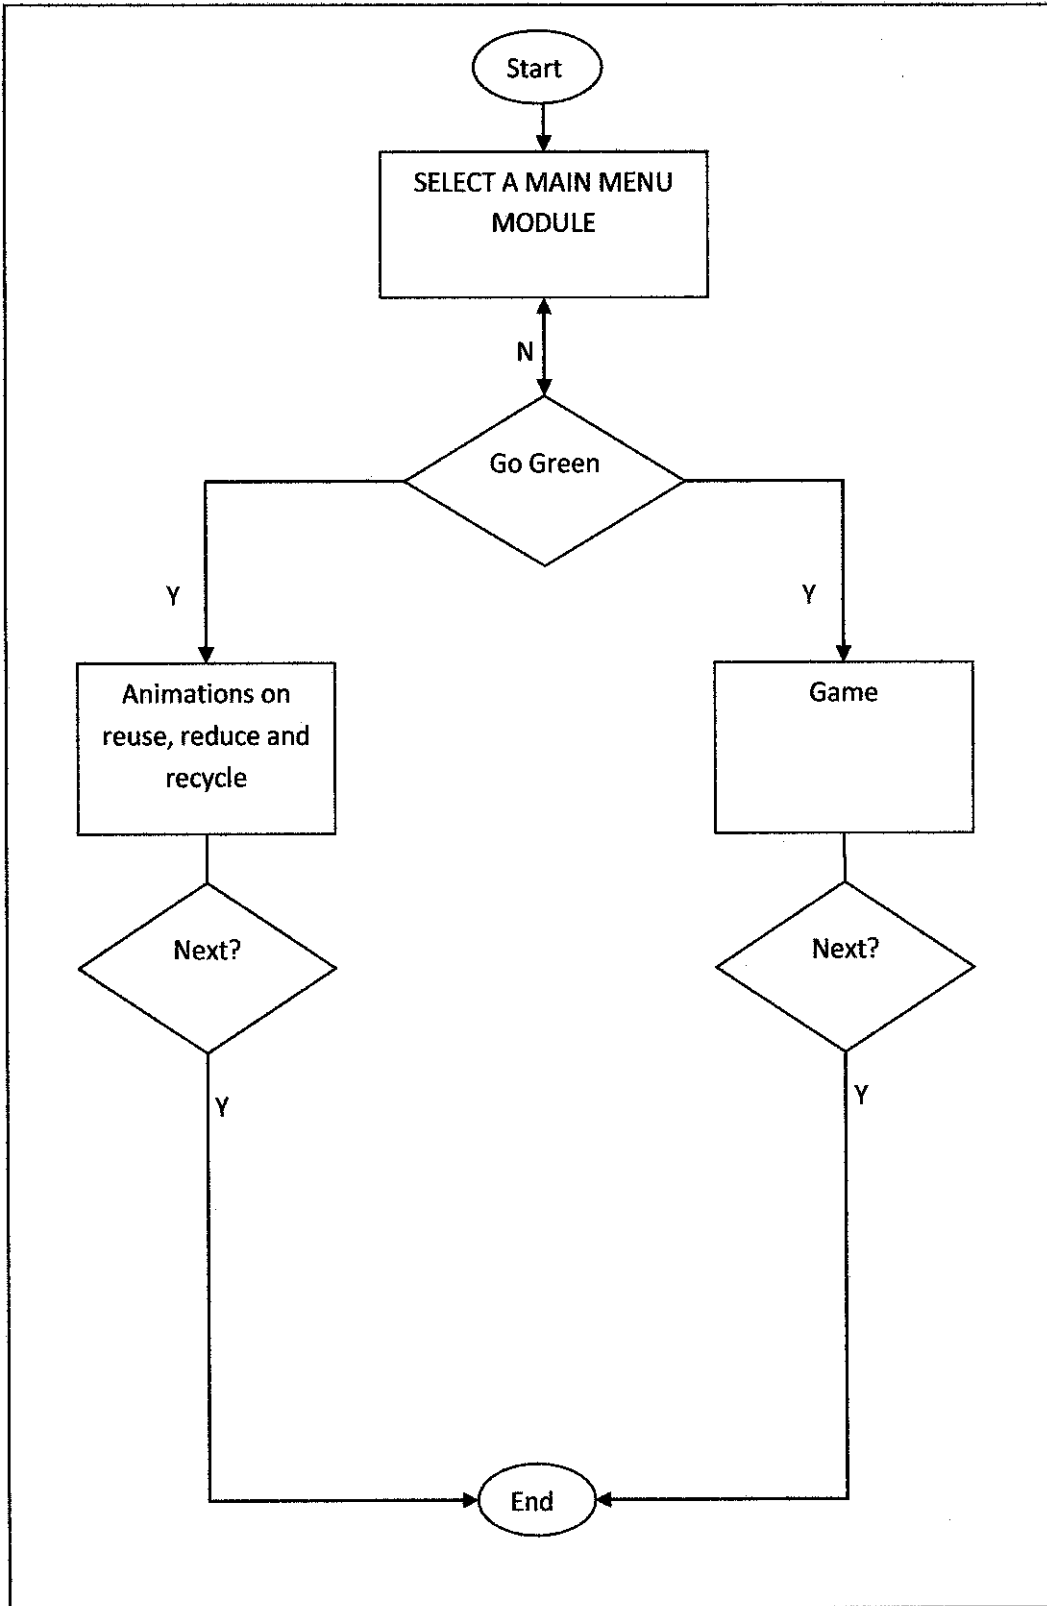 Start
SELECT A MAIN MENU
MODULE
N
Go Green
Y
Y
Animations on
reuse, reduce and
recycle
Game
Next?
Next?
Y
Y
End